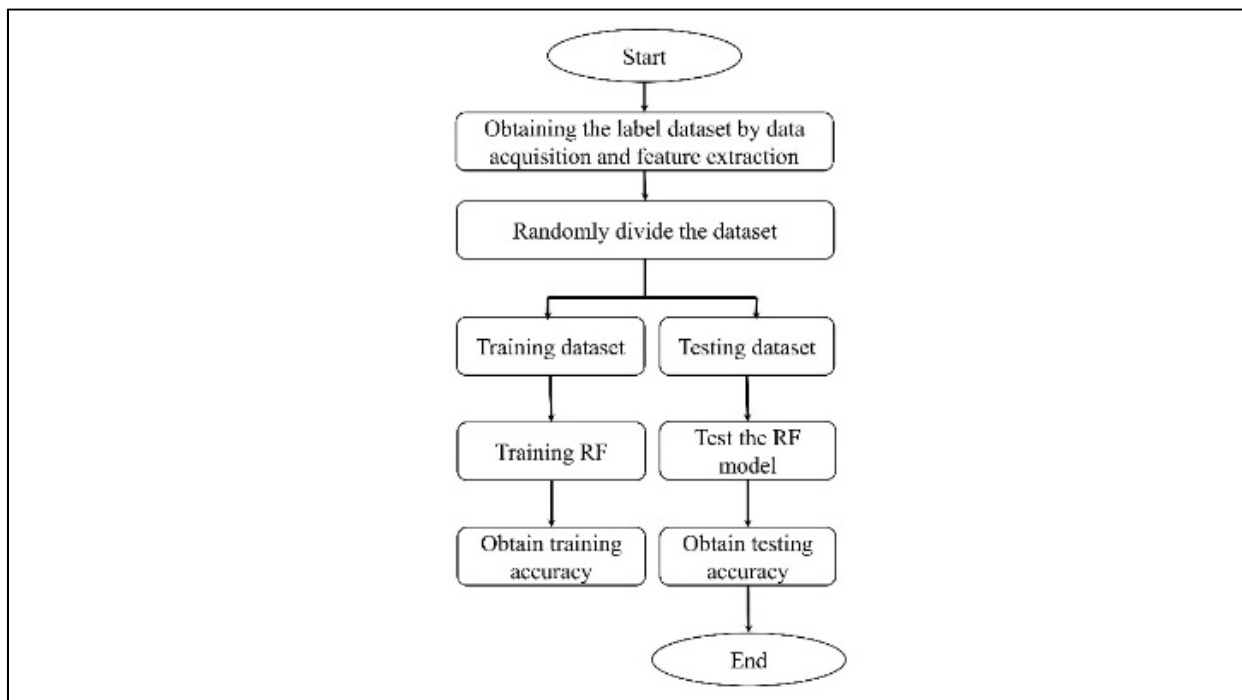 Start
Obtaining the label dataset by data
acquisition and feature extraction
Randomly divide the dataset
Training dataset
Testing dataset
Training RF
Test the RF
model
Obtain training
accuracy
Obtain testing
accuracy
End